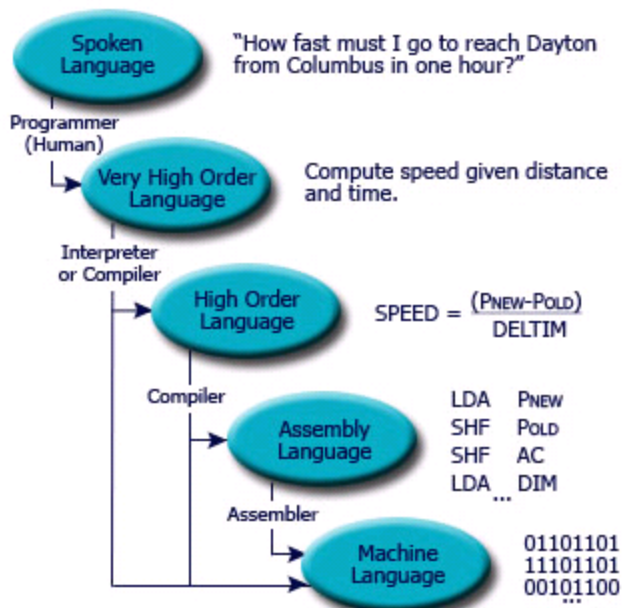 Spoken
Language
“How fast must I go to reach Dayton
from Columbus in one hour?”
Programmer
(Human)
Very High Order
Language
Compute speed given distance
and time.
Interpreter
or Compiler
High Order
Language
SPEED = (PNEW-POLD)
DELTIM
Compiler
Assembly
Language
LDA PNEW
SHF POLD
SHF AC
LDA DIM
...
Assembler
Machine
Language
01101101
11101101
00101100
...